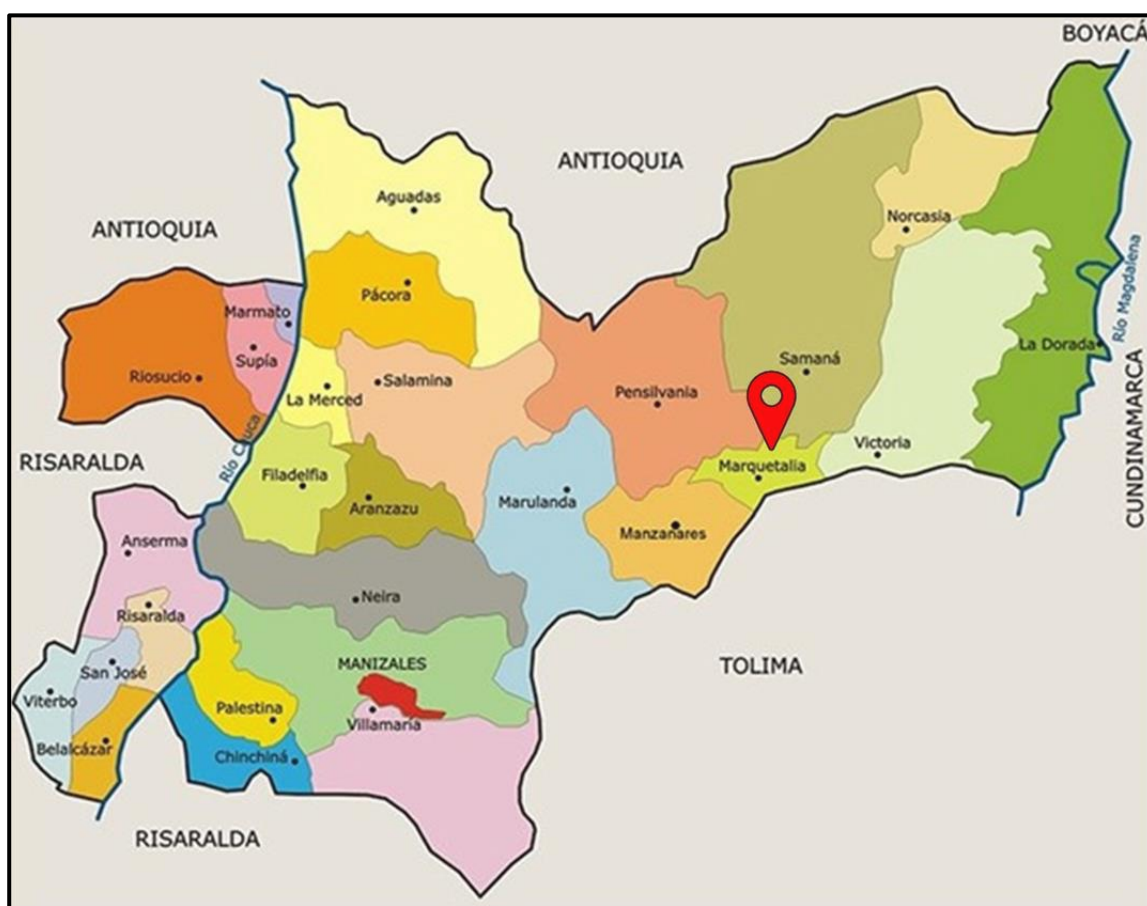 BOYACÁ
ANTIOQUIA
Aguadas
Norcasia
ANTIOQUIA
Río Magdalena
Pácora
Marmato
Supía
La Dorada
Samaná
Riosucio
Salamina
La Merced
Pensilvania
CUNDINAMARCA
Río Cauca
Victoria
RISARALDA
Filadelfia
Marquetalia
Aranzazu
Marulanda
Manzanares
Anserma
Neira
Risaralda
MANIZALES
TOLIMA
San José
Viterbo
Palestina
Villamaría
Belalcázar
Chinchiná
RISARALDA